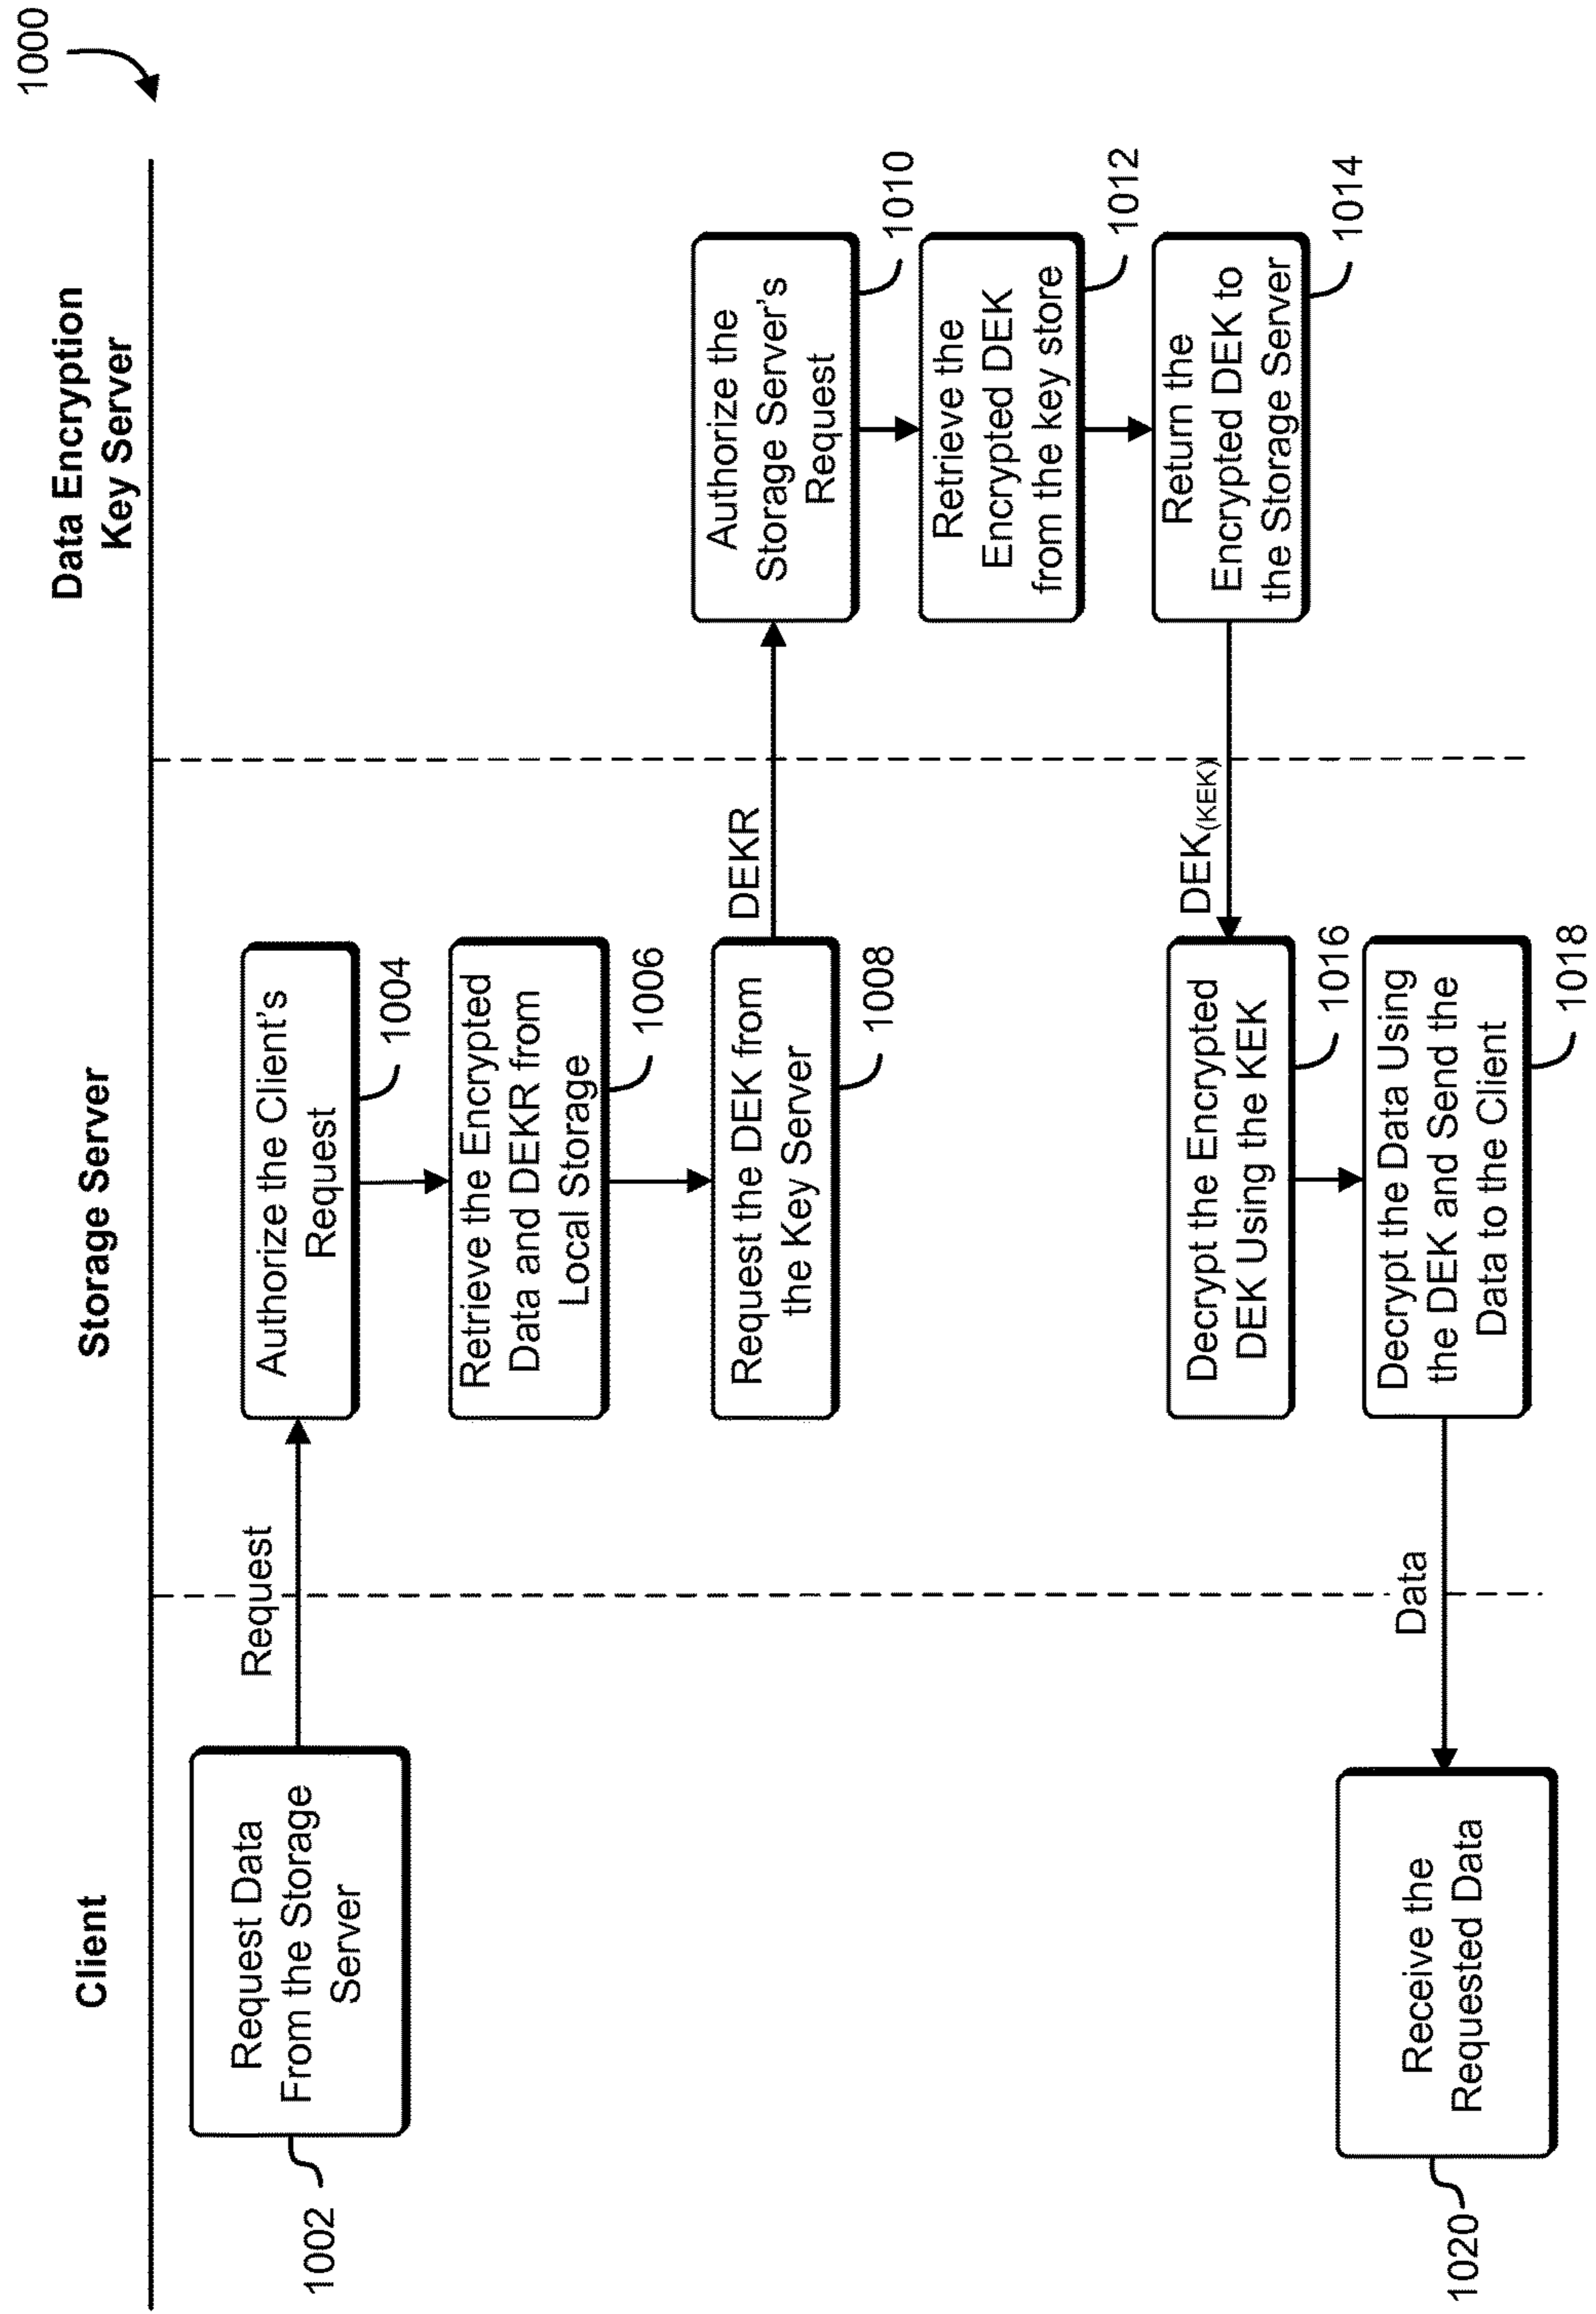 1000
Client
Storage Server
Data Encryption
Key Server
Request Data
From the Storage
Server
1002
Request
Authorize the Client's
Request
1004
Retrieve the Encrypted
Data and DEKR from
Local Storage
1006
Request the DEK from
the Key Server
1008
DEKR
Authorize the
Storage Server's
Request
1010
Retrieve the
Encrypted DEK
from the key store
1012
Return the
Encrypted DEK to
the Storage Server
1014
DEK(KEK)
Decrypt the Encrypted
DEK Using the KEK
1016
Decrypt the Data Using
the DEK and Send the
Data to the Client
1018
Data
Receive the
Requested Data
1020